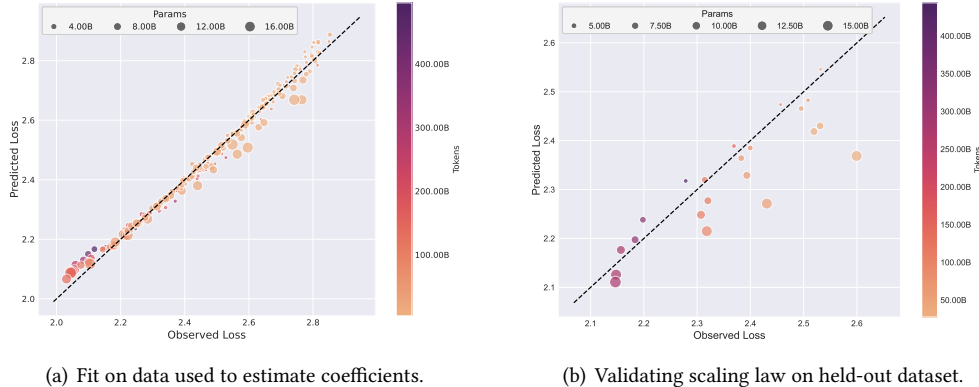 Params
4.00B 8.00B 12.00B 16.00B
Predicted Loss
2.8
2.6
2.4
2.2
2.0
2.0 2.2 2.4 2.6 2.8
Observed Loss
400.00B
300.00B
200.00B
100.00B
Tokens
(a) Fit on data used to estimate coefficients.
Params
5.00B 7.50B 10.00B 12.50B 15.00B
Predicted Loss
2.6
2.5
2.4
2.3
2.2
2.1
2.1 2.2 2.3 2.4 2.5 2.6
Observed Loss
400.00B
350.00B
300.00B
250.00B
200.00B
150.00B
100.00B
50.00B
Tokens
(b) Validating scaling law on held-out dataset.